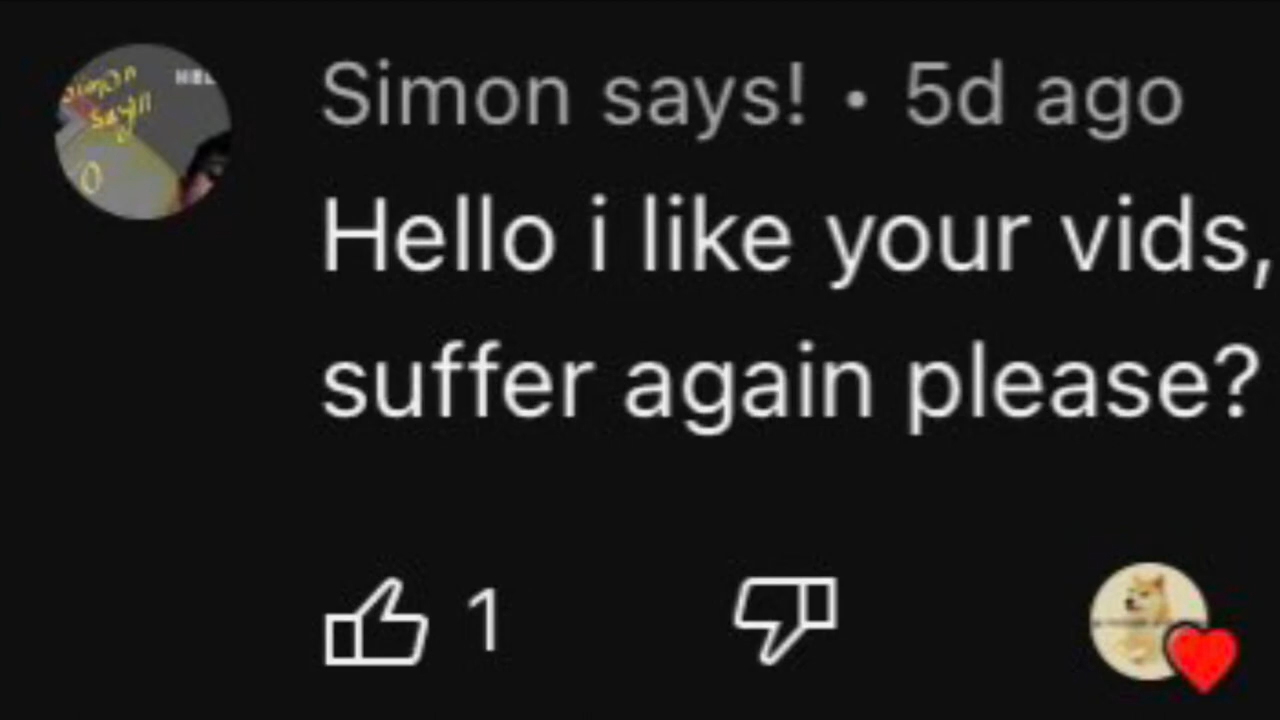 Simon says! • 5d ago
Hello i like your vids,
suffer again please?
1